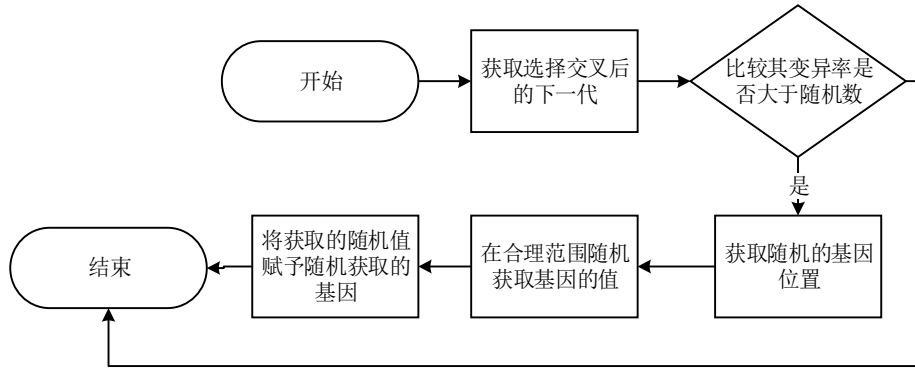 开始
获取选择交叉后
的下一代
比较其变异率是
否大于随机数
是
获取随机的基因
位置
在合理范围随机
获取基因的值
将获取的随机值
赋予随机获取的
基因
结束